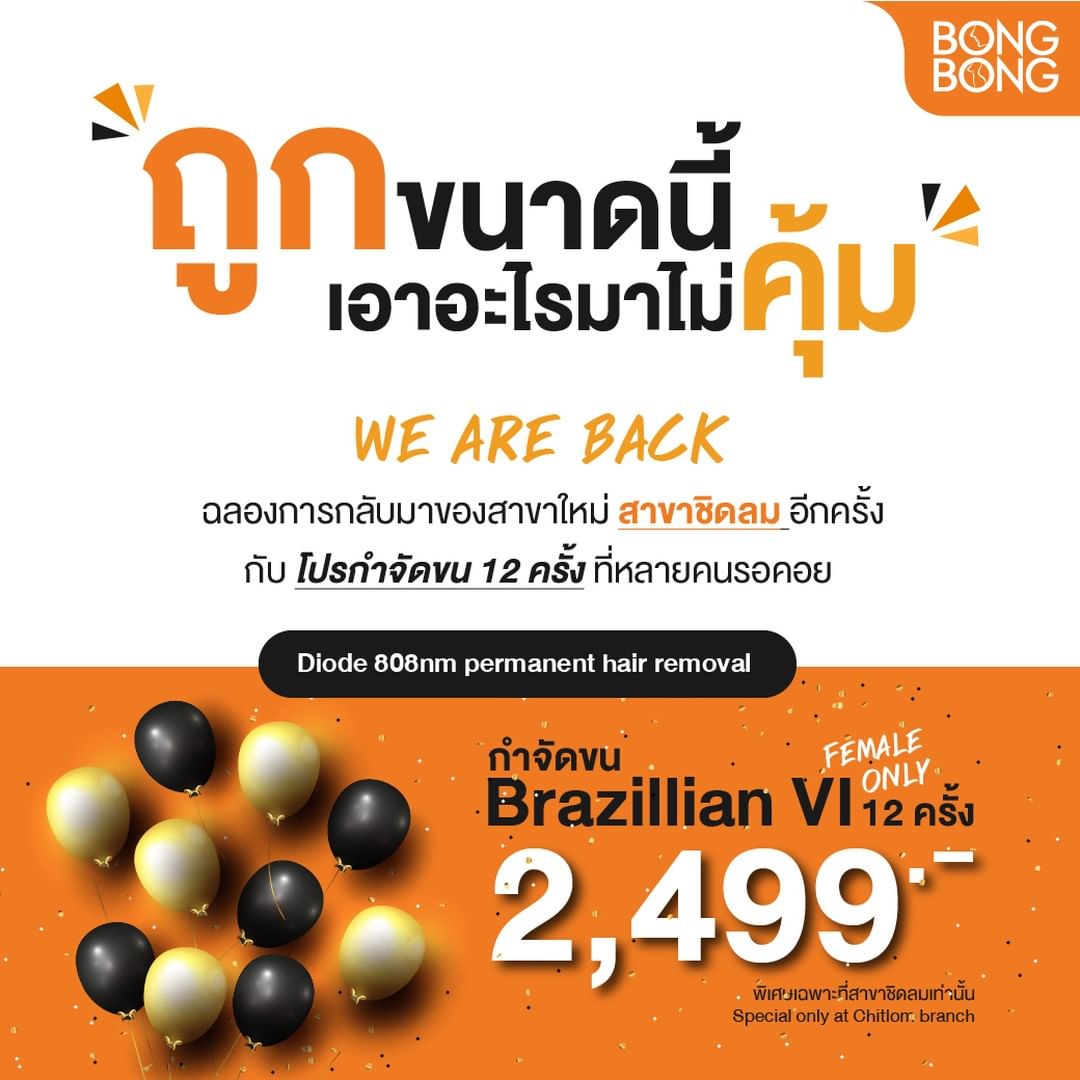 BONG
BONG
ถูกขนาดนี้
เอาอะไรมาไม่คุ้ม
WE ARE BACK
ฉลองการกลับมาของสาขาใหม่ สาขาชิดลม อีกครั้ง
กับ โปรกำจัดขน 12 ครั้ง ที่หลายคนรอคอย
Diode 808nm permanent hair removal
กำจัดขน
FEMALE
ONLY
Brazillian VI 12 ครั้ง
2,499.-
พิเศษเฉพาะที่สาขาชิดลมเท่านั้น
Special only at Chitlom branch